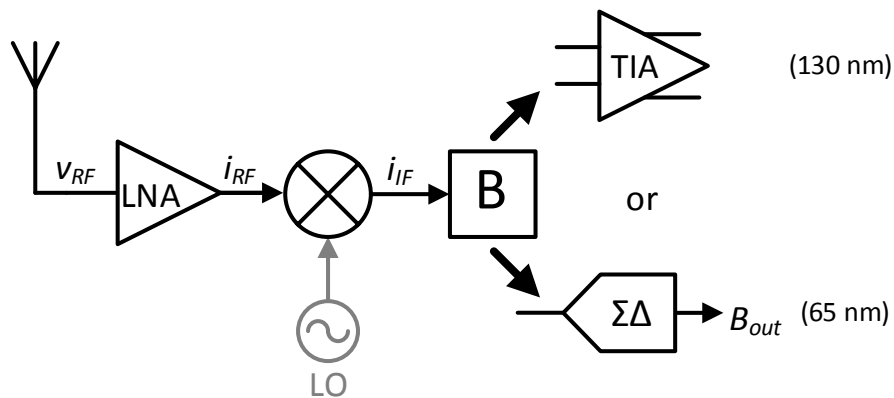 TIA (130 nm)
v_RF LNA i_RF i_IF B or
ΣΔ B_out (65 nm)
LO